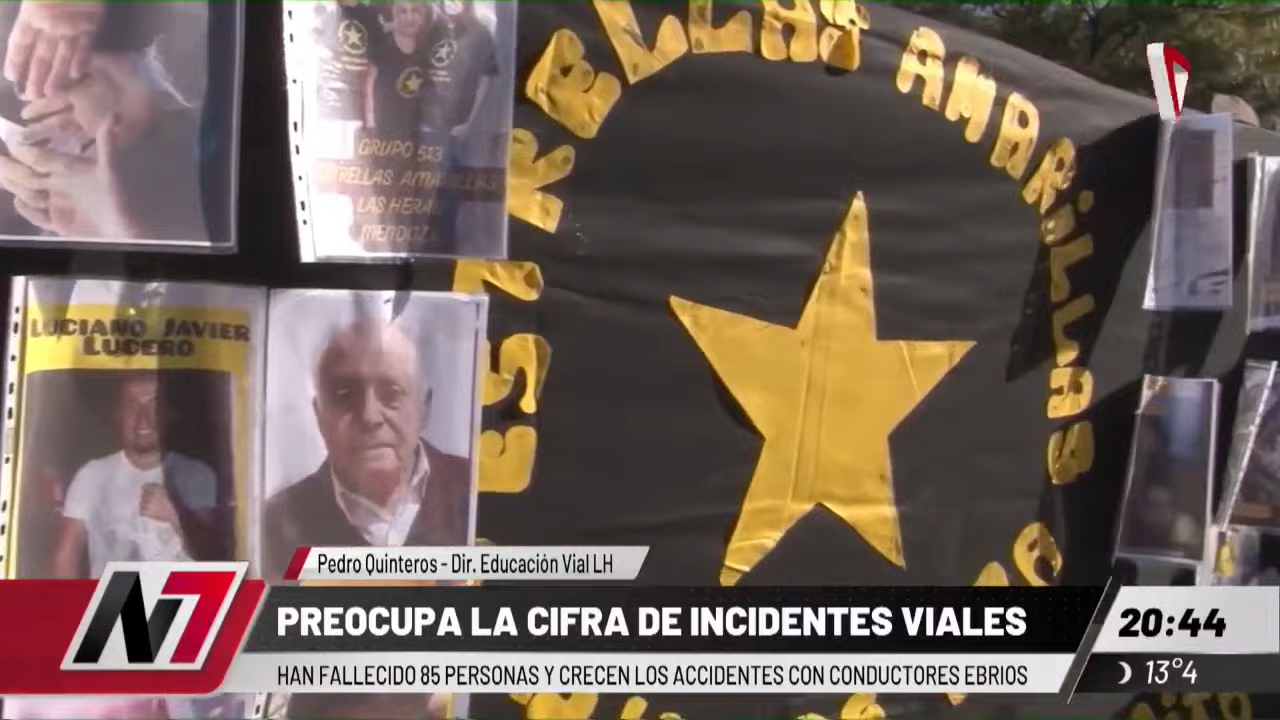 ESTRELLAS AMARILLAS
GRUPO 513
ESTRELLAS AMARILLAS
LAS HERAS
MENDOZA
LUCIANO JAVIER
LUCERO
Pedro Quinteros - Dir. Educación Vial LH
N7
PREOCUPA LA CIFRA DE INCIDENTES VIALES
HAN FALLECIDO 85 PERSONAS Y CRECEN LOS ACCIDENTES CON CONDUCTORES EBRIOS
20:44
13°4